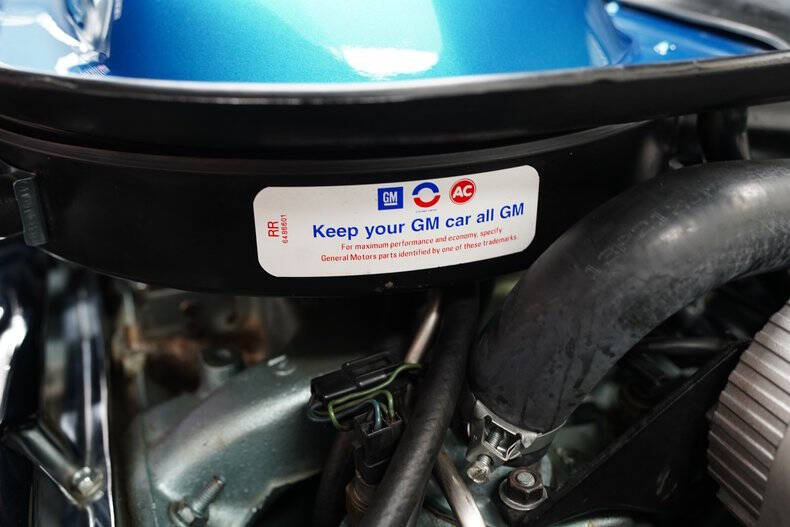 GM AC
Keep your GM car all GM
For maximum performance and economy, specify
General Motors parts identified by one of these trademarks.
RR
6486601